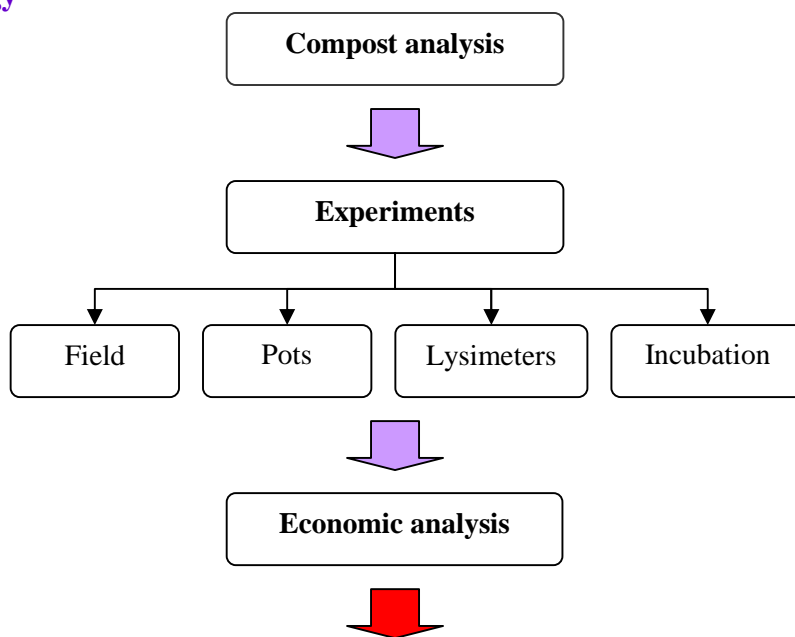 Compost analysis
Experiments
Field Pots Lysimeters Incubation
Economic analysis